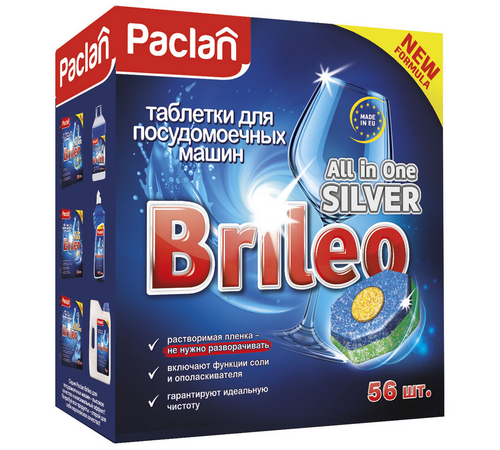 Paclan
NEW
FORMULA
таблетки для
посудомоечных
машин
MADE
IN EU
All in One
SILVER
Brileo
растворимая пленка –
не нужно разворачивать
включают функции соли
и ополаскивателя
гарантируют идеальную
чистоту
56 шт.
Paclan
Brileo